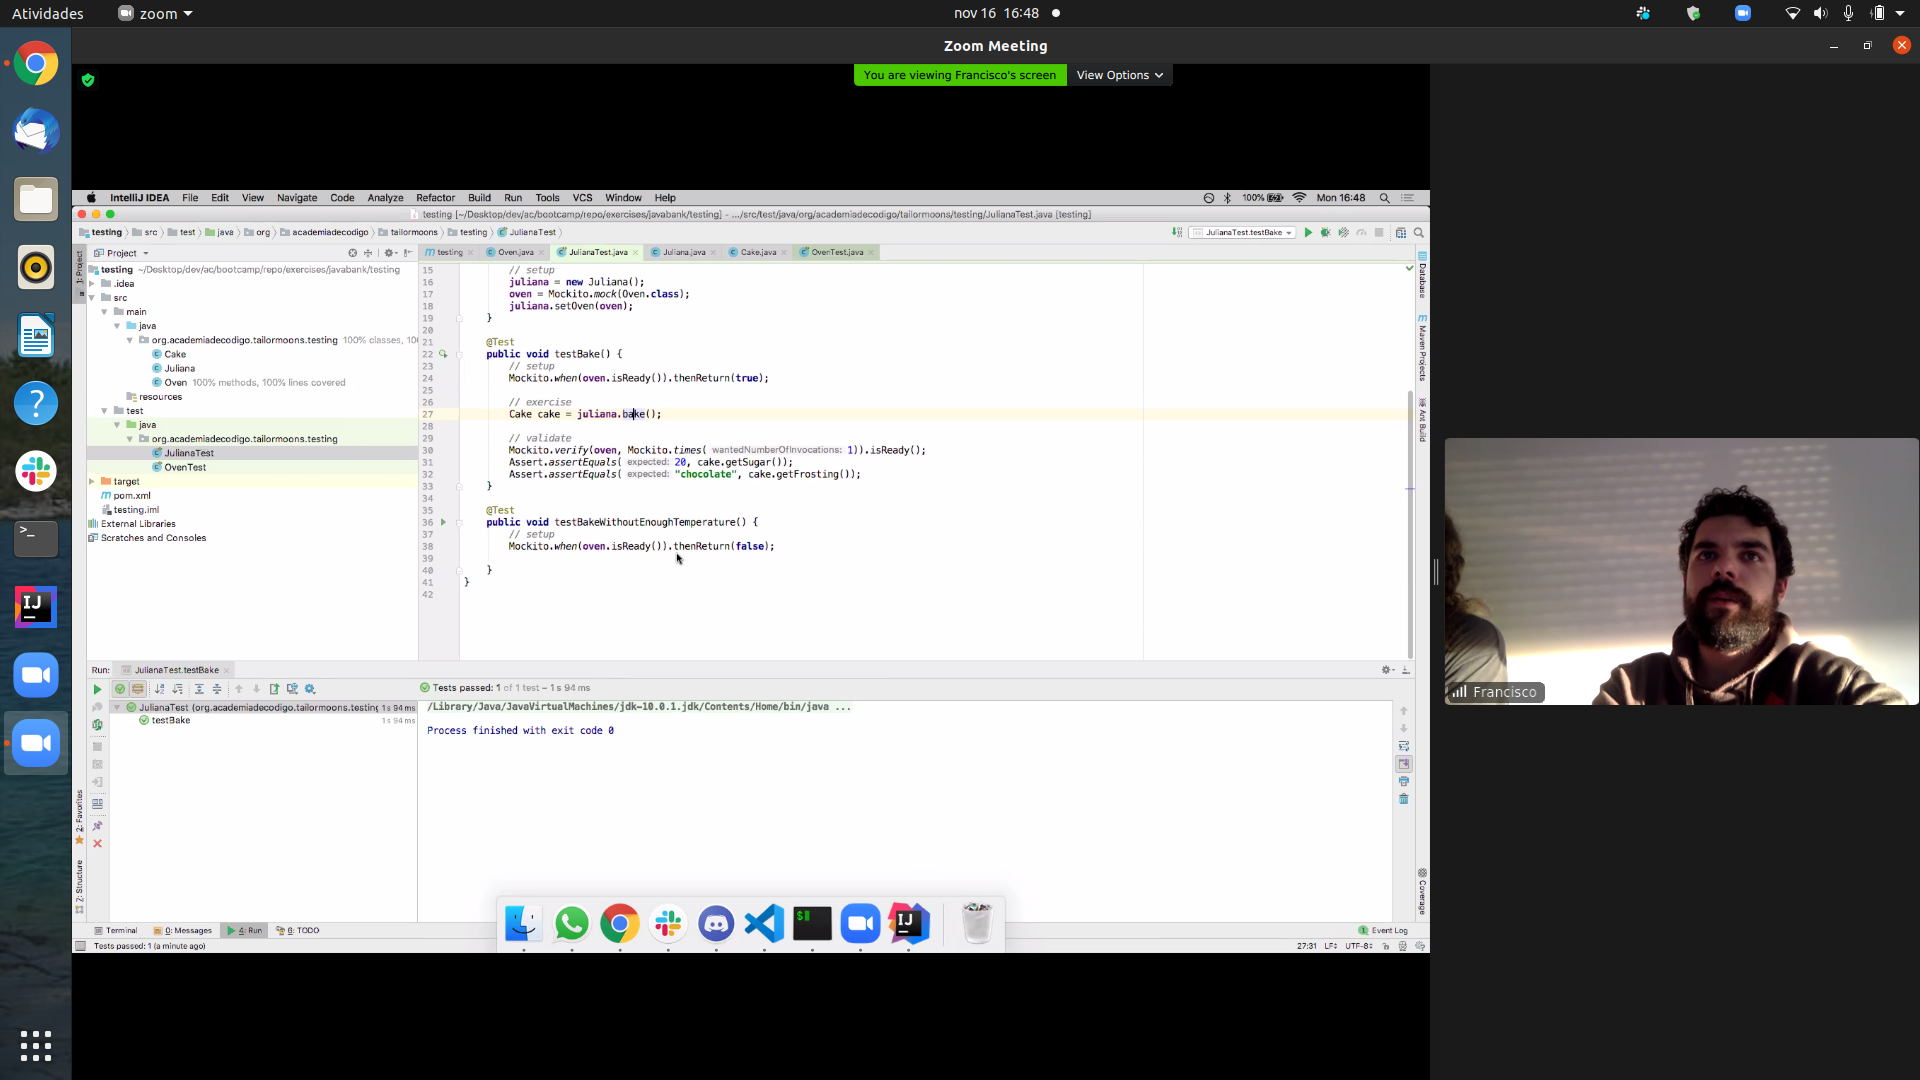 Atividades
zoom
nov 16 16:48
Zoom Meeting
You are viewing Francisco's screen
View Options
IntelliJ IDEA File Edit View Navigate Code Analyze Refactor Build Run Tools VCS Window Help
100%
Mon 16:48
testing [~/Desktop/dev/ac/bootcamp/repo/exercises/javabank/testing] - .../src/test/java/org/academiadecodigo/tailormoons/testing/JulianaTest.java [testing]
testing src test java org academiadecodigo tailormoons testing JulianaTest
JulianaTest.testBake
Project
testing Oven.java JulianaTest.java Juliana.java Cake.java OvenTest.java
1: Project
testing ~/Desktop/dev/ac/bootcamp/repo/exercises/javabank/testing
.idea
src
main
java
org.academiadecodigo.tailormoons.testing 100% classes, 10
Cake
Juliana
Oven 100% methods, 100% lines covered
resources
test
java
org.academiadecodigo.tailormoons.testing
JulianaTest
OvenTest
target
pom.xml
testing.iml
External Libraries
Scratches and Consoles
15 // setup
16 juliana = new Juliana();
17 oven = Mockito.mock(Oven.class);
18 juliana.setOven(oven);
19 }
20
21 @Test
22 public void testBake() {
23 // setup
24 Mockito.when(oven.isReady()).thenReturn(true);
25
26 // exercise
27 Cake cake = juliana.bake();
28
29 // validate
30 Mockito.verify(oven, Mockito.times( wantedNumberOfInvocations: 1)).isReady();
31 Assert.assertEquals( expected: 20, cake.getSugar());
32 Assert.assertEquals( expected: "chocolate", cake.getFrosting());
33 }
34
35 @Test
36 public void testBakeWithoutEnoughTemperature() {
37 // setup
38 Mockito.when(oven.isReady()).thenReturn(false);
39
40 }
41 }
42
Database
Maven Projects
Ant Build
Run: JulianaTest.testBake
Tests passed: 1 of 1 test – 1 s 94 ms
JulianaTest (org.academiadecodigo.tailormoons.testing 1 s 94 ms
testBake 1 s 94 ms
/Library/Java/JavaVirtualMachines/jdk-10.0.1.jdk/Contents/Home/bin/java ...
Process finished with exit code 0
2: Favorites
7: Structure
Coverage
Terminal 0: Messages 4: Run 6: TODO
1 Event Log
Tests passed: 1 (a minute ago)
27:31 LF UTF-8
Francisco